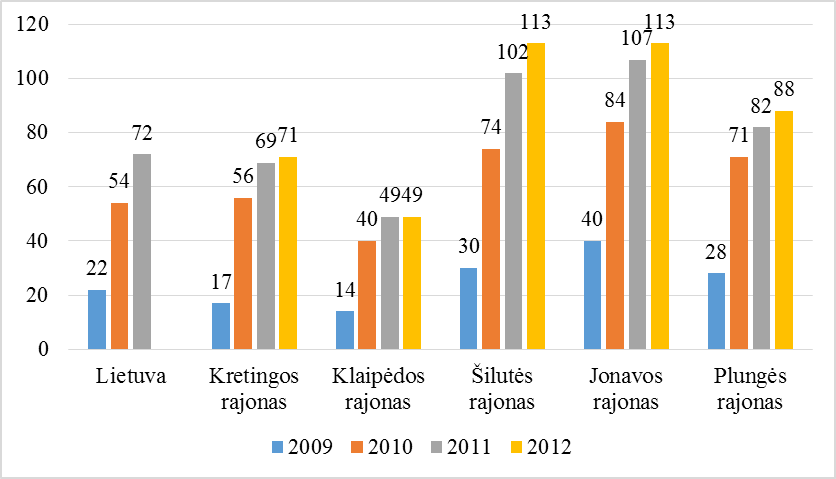 120
100
80
60
40
20
0
22 54 72
17 56 69 71
14 40 49 49
30 74 102 113
40 84 107 113
28 71 82 88
Lietuva
Kretingos
rajonas
Klaipėdos
rajonas
Šilutės
rajonas
Jonavos
rajonas
Plungės
rajonas
2009 2010 2011 2012